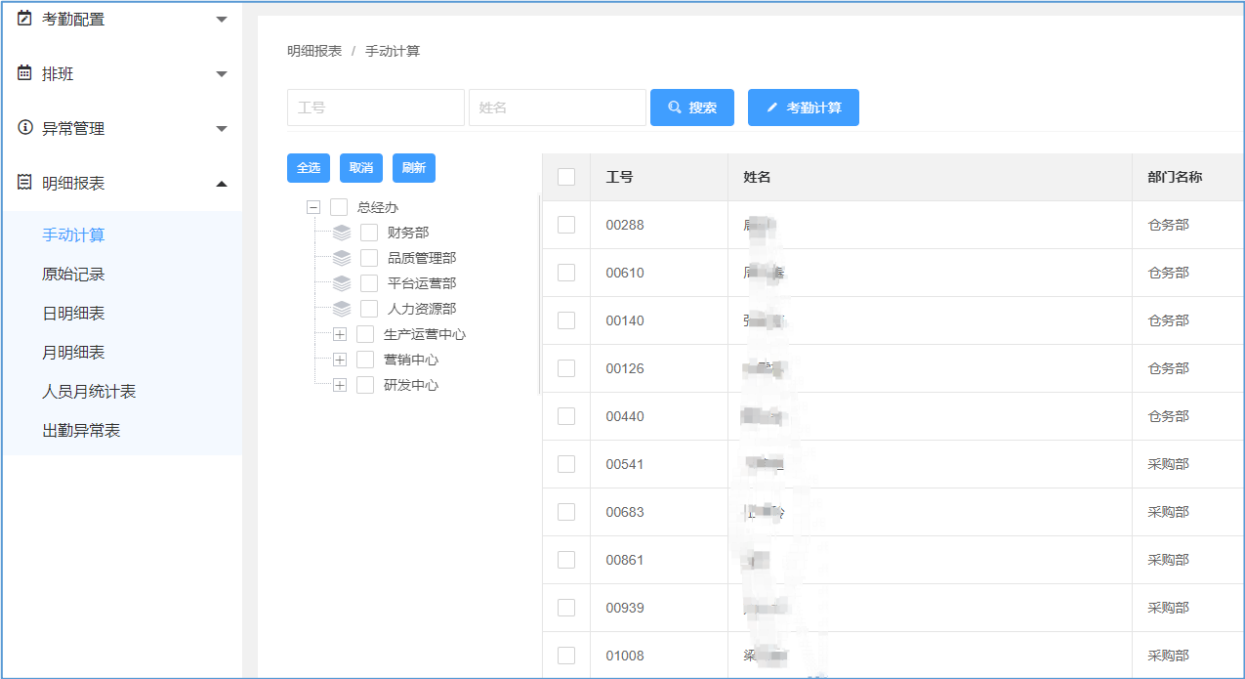 考勤配置
排班
异常管理
明细报表
手动计算
原始记录
日明细表
月明细表
人员月统计表
出勤异常表
明细报表 / 手动计算
工号 姓名 搜索 考勤计算
全选 取消 刷新
总经办
财务部
品质管理部
平台运营部
人力资源部
生产运营中心
营销中心
研发中心
工号 姓名 部门名称
00288 仓务部
00610 仓务部
00140 仓务部
00126 仓务部
00440 仓务部
00541 采购部
00683 采购部
00861 采购部
00939 采购部
01008 梁 采购部